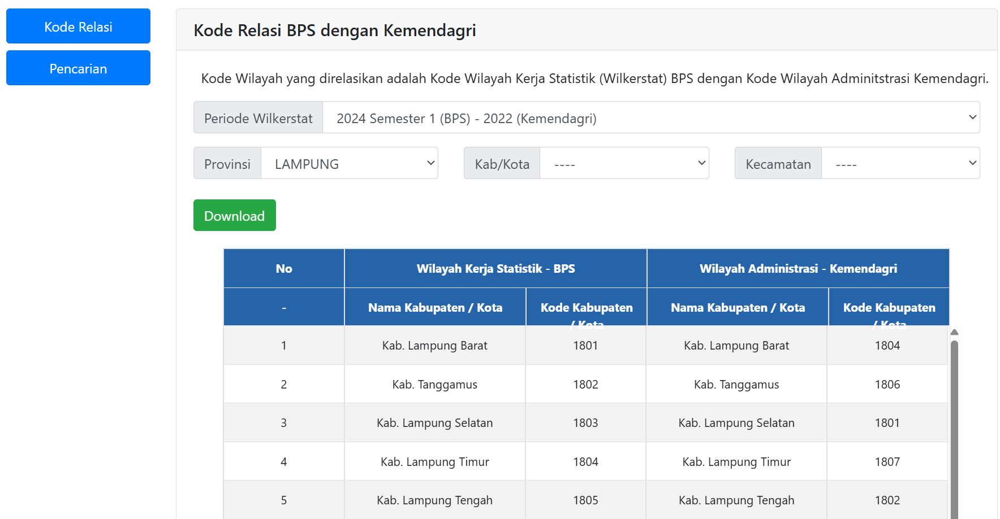 Kode Relasi
Pencarian
Kode Relasi BPS dengan Kemendagri
Kode Wilayah yang direlasikan adalah Kode Wilayah Kerja Statistik (Wilkerstat) BPS dengan Kode Wilayah Adminitstrasi Kemendagri.
Periode Wilkerstat 2024 Semester 1 (BPS) - 2022 (Kemendagri)
Provinsi LAMPUNG Kab/Kota ---- Kecamatan ----
Download
No Wilayah Kerja Statistik - BPS Wilayah Administrasi - Kemendagri
- Nama Kabupaten / Kota Kode Kabupaten / Kota Nama Kabupaten / Kota Kode Kabupaten / Kota
1 Kab. Lampung Barat 1801 Kab. Lampung Barat 1804
2 Kab. Tanggamus 1802 Kab. Tanggamus 1806
3 Kab. Lampung Selatan 1803 Kab. Lampung Selatan 1801
4 Kab. Lampung Timur 1804 Kab. Lampung Timur 1807
5 Kab. Lampung Tengah 1805 Kab. Lampung Tengah 1802